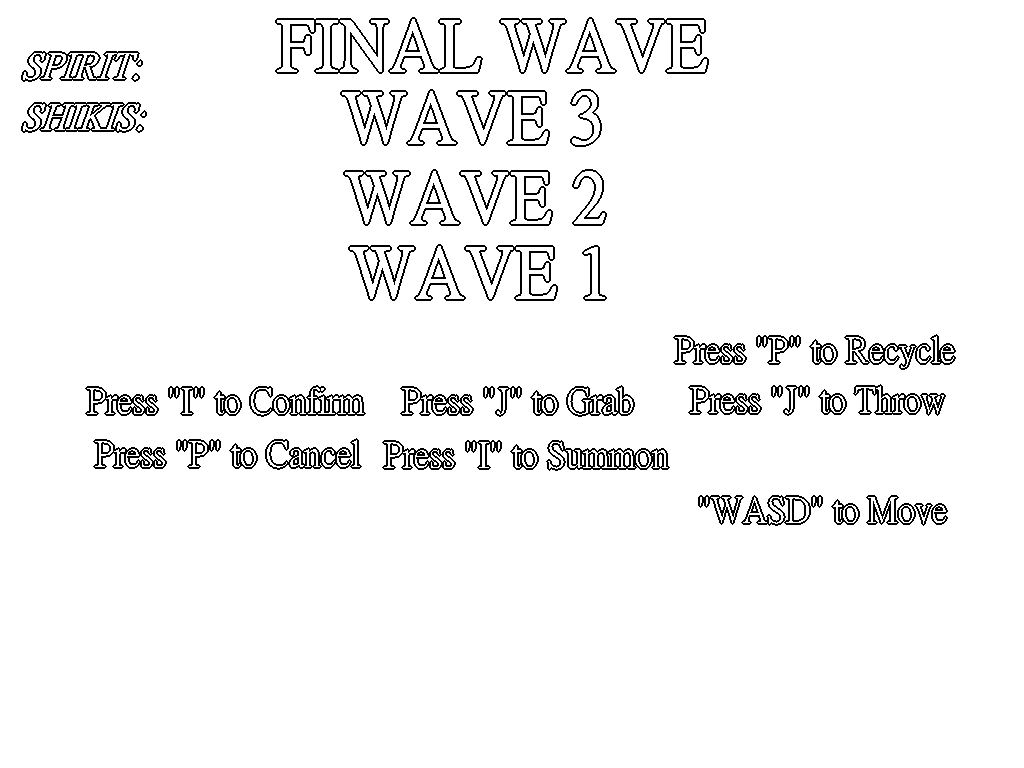 FINAL WAVE
SPIRIT:
WAVE 3
SHIKIS:
WAVE 2
WAVE 1
Press "P" to Recycle
Press "I" to Confirm
Press "J" to Grab
Press "J" to Throw
Press "P" to Cancel
Press "I" to Summon
"WASD" to Move